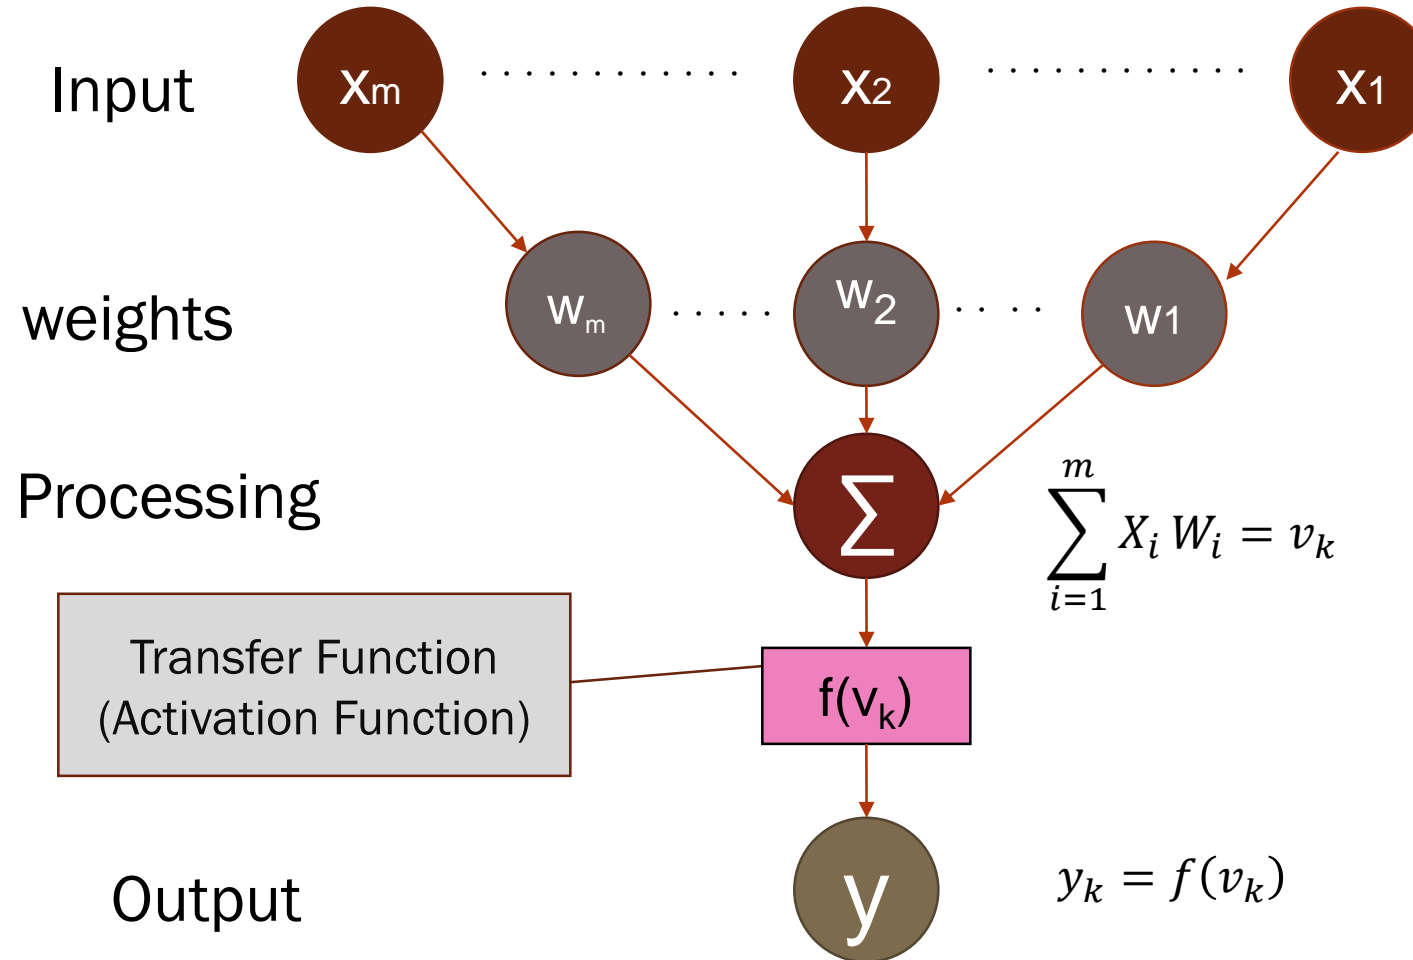 Input
xm ............ x2 ............ x1
weights
wm ..... w2 .. .. w1
Processing
∑
m
∑ Xi Wi = vk
i=1
Transfer Function
(Activation Function)
f(vk)
Output
y
yk = f(vk)